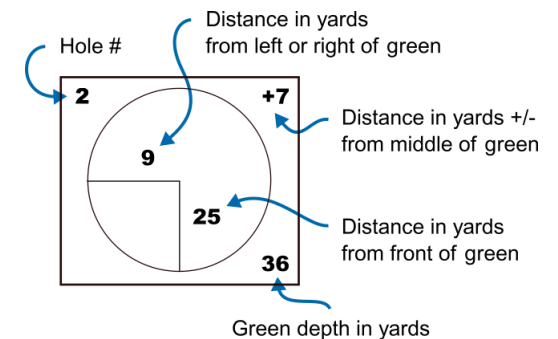 Distance in yards
from left or right of green
Hole #
2
+7
Distance in yards +/-
from middle of green
9
25
Distance in yards
from front of green
36
Green depth in yards